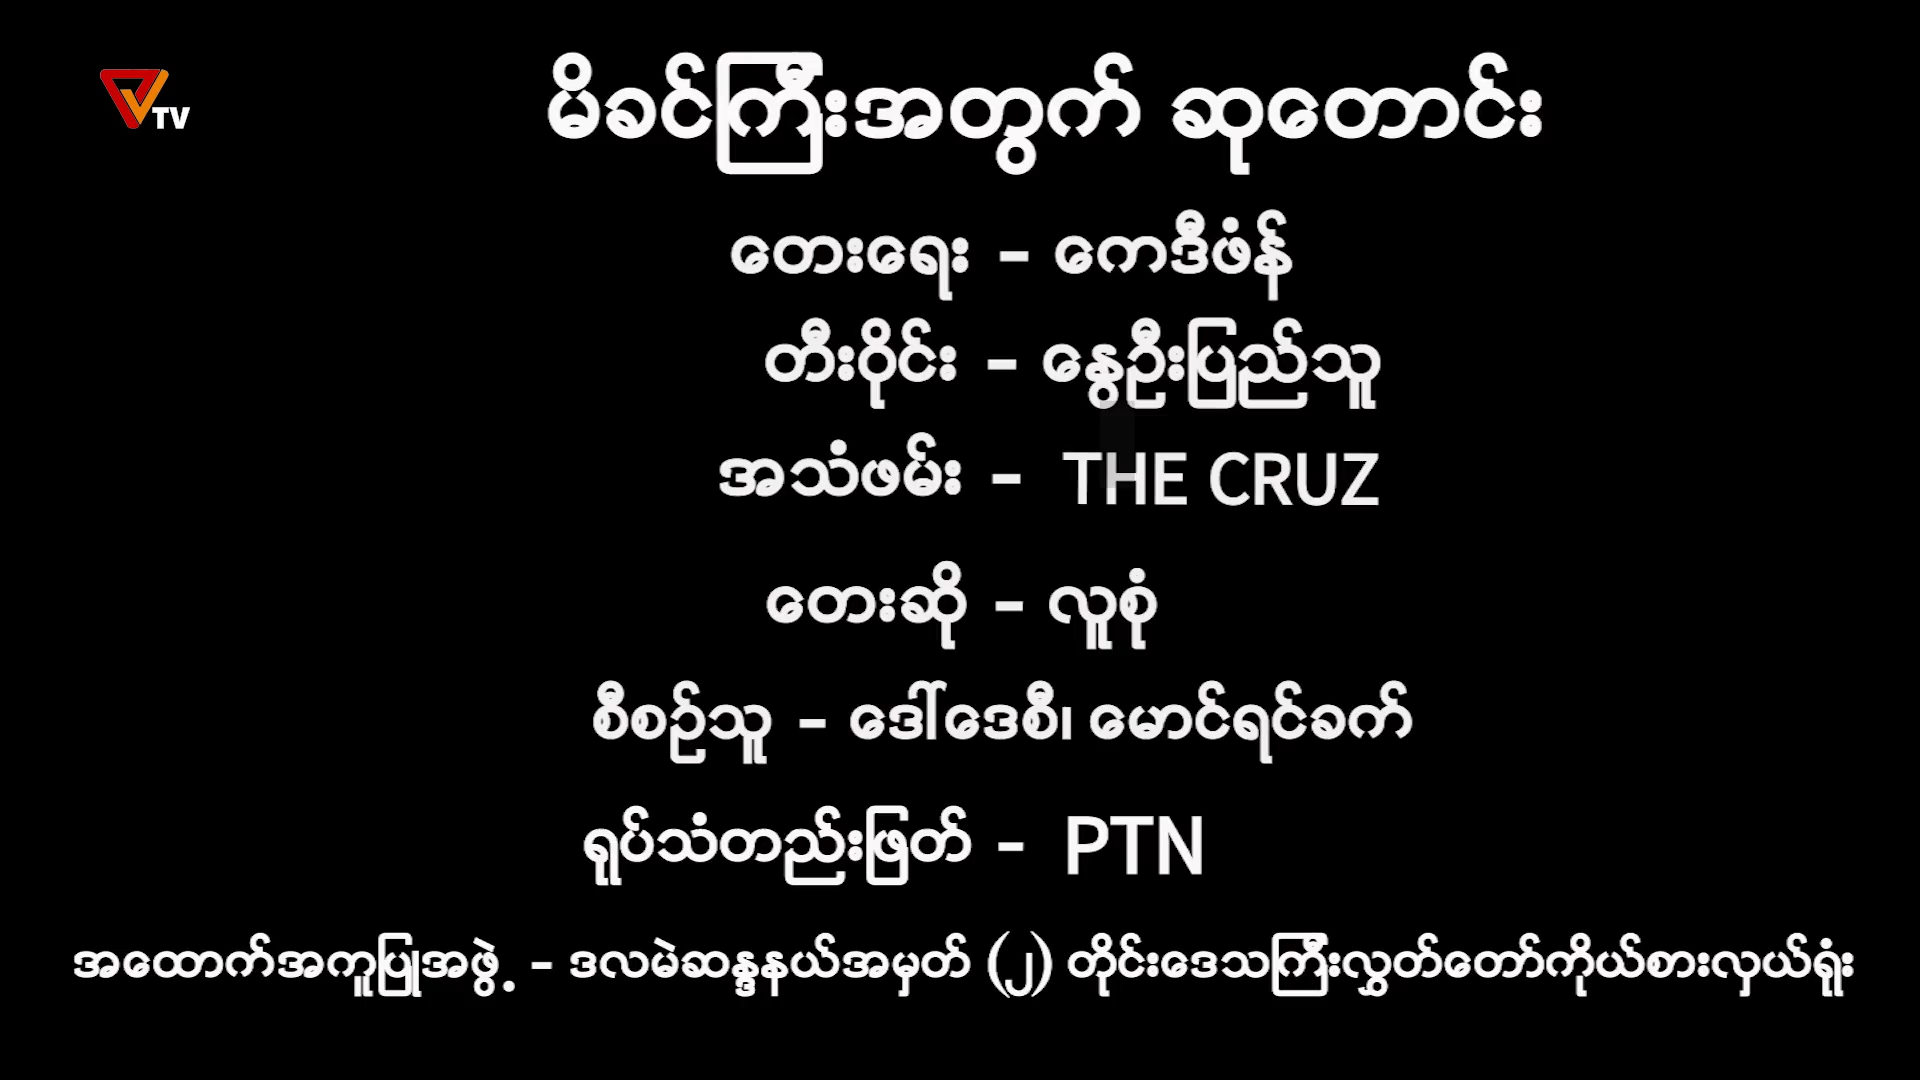 TV
မိခင်ကြီးအတွက် ဆုတောင်း
တေးရေး - ကေဒီဖံန်
တီးဝိုင်း - နွေဦးပြည်သူ
အသံဖမ်း - THE CRUZ
တေးဆို - လူစုံ
စီစဉ်သူ - ဒေါ်ဒေစီ၊ မောင်ရင်ခက်
ရုပ်သံတည်းဖြတ် - PTN
အထောက်အကူပြုအဖွဲ့ - ဒလမဲဆန္ဒနယ်အမှတ် (၂) တိုင်းဒေသကြီးလွှတ်တော်ကိုယ်စားလှယ်ရုံး